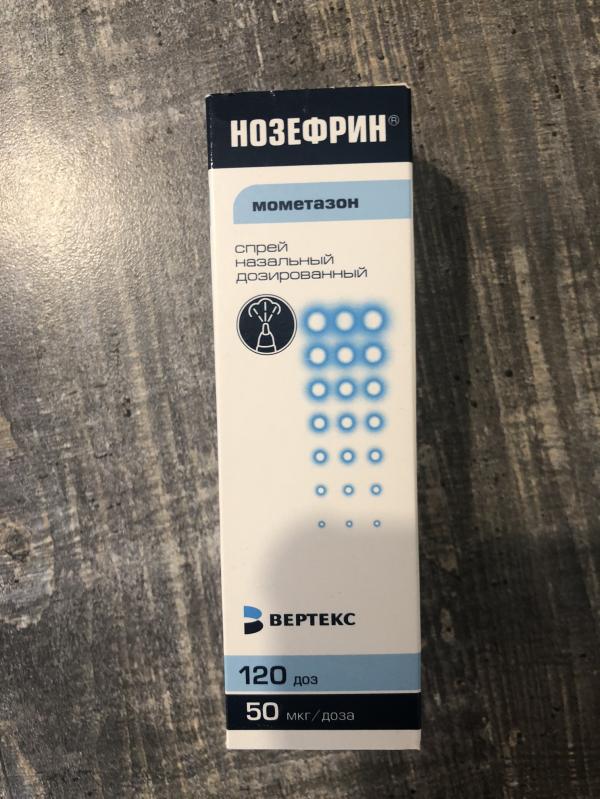 НОЗЕФРИН®
мометазон
спрей
назальный
дозированный
ВЕРТЕКС
120 доз
50 мкг/доза